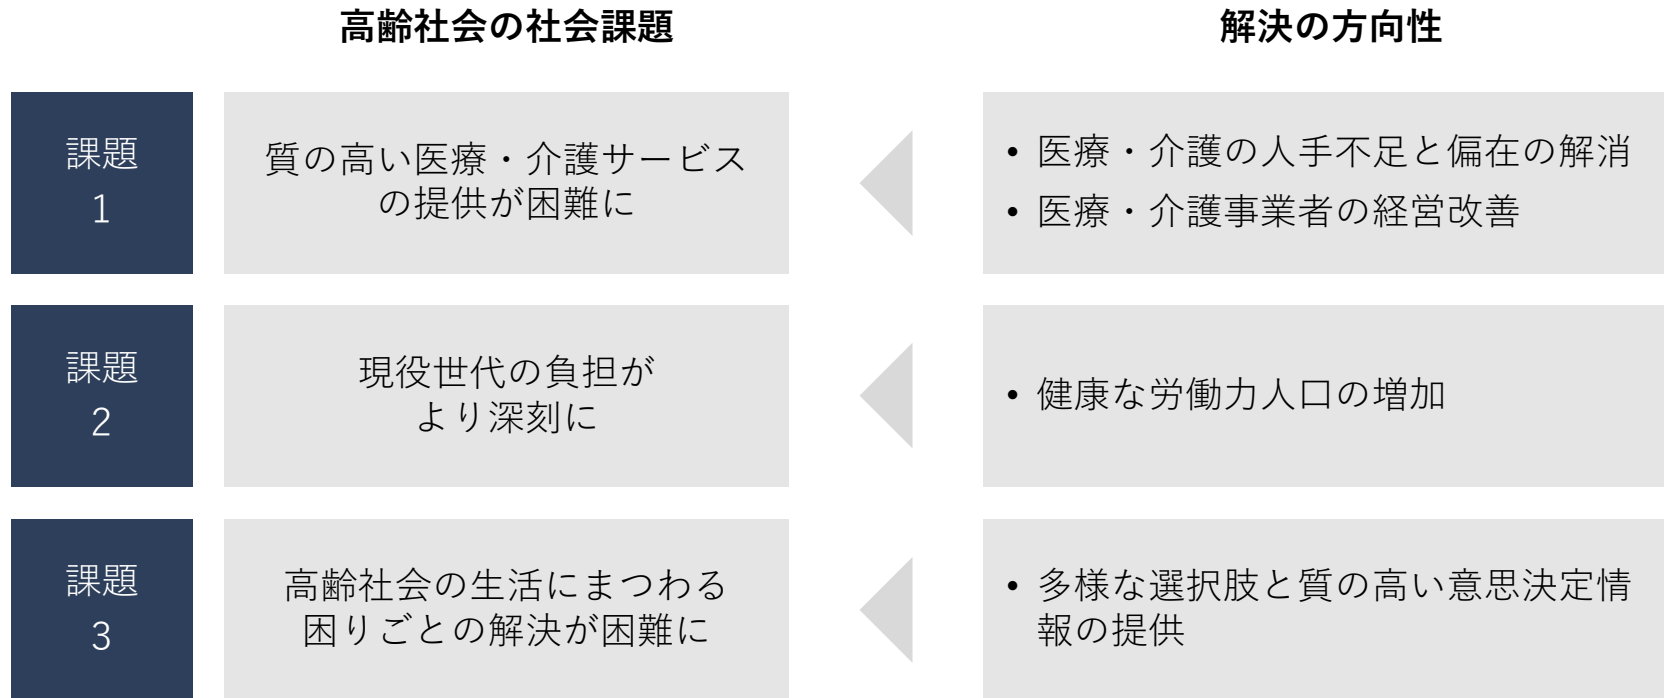 高齢社会の社会課題
解決の方向性
課題
1
質の高い医療・介護サービス
の提供が困難に
• 医療・介護の人手不足と偏在の解消
• 医療・介護事業者の経営改善
課題
2
現役世代の負担が
より深刻に
• 健康な労働力人口の増加
課題
3
高齢社会の生活にまつわる
困りごとの解決が困難に
• 多様な選択肢と質の高い意思決定情
報の提供